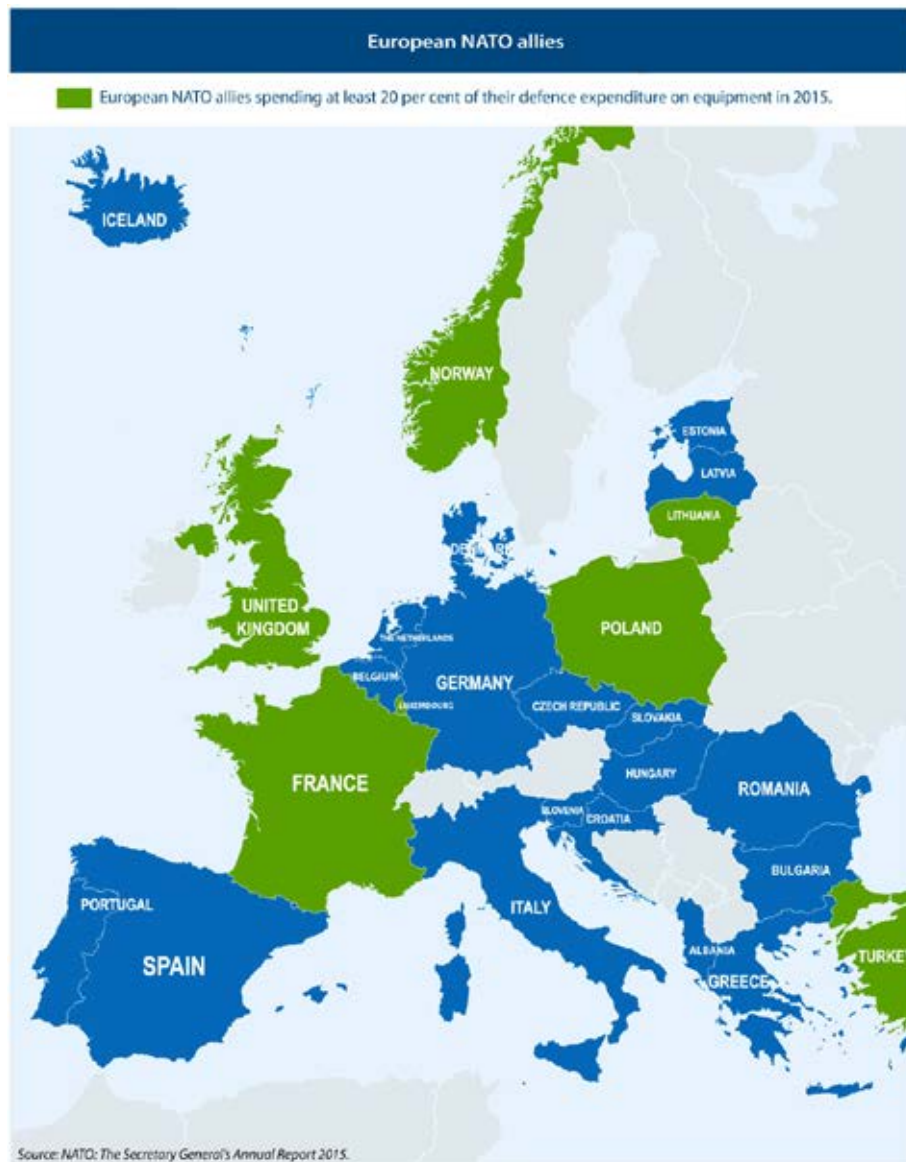 European NATO allies
European NATO allies spending at least 20 per cent of their defence expenditure on equipment in 2015.
ICELAND
NORWAY
ESTONIA
LATVIA
LITHUANIA
DENMARK
UNITED
KINGDOM
POLAND
THE NETHERLANDS
BELGIUM
GERMANY
LUXEMBOURG
CZECH REPUBLIC
SLOVAKIA
FRANCE
HUNGARY
ROMANIA
SLOVENIA
CROATIA
BULGARIA
PORTUGAL
ITALY
SPAIN
ALBANIA
TURKEY
GREECE
Source: NATO: The Secretary General's Annual Report 2015.